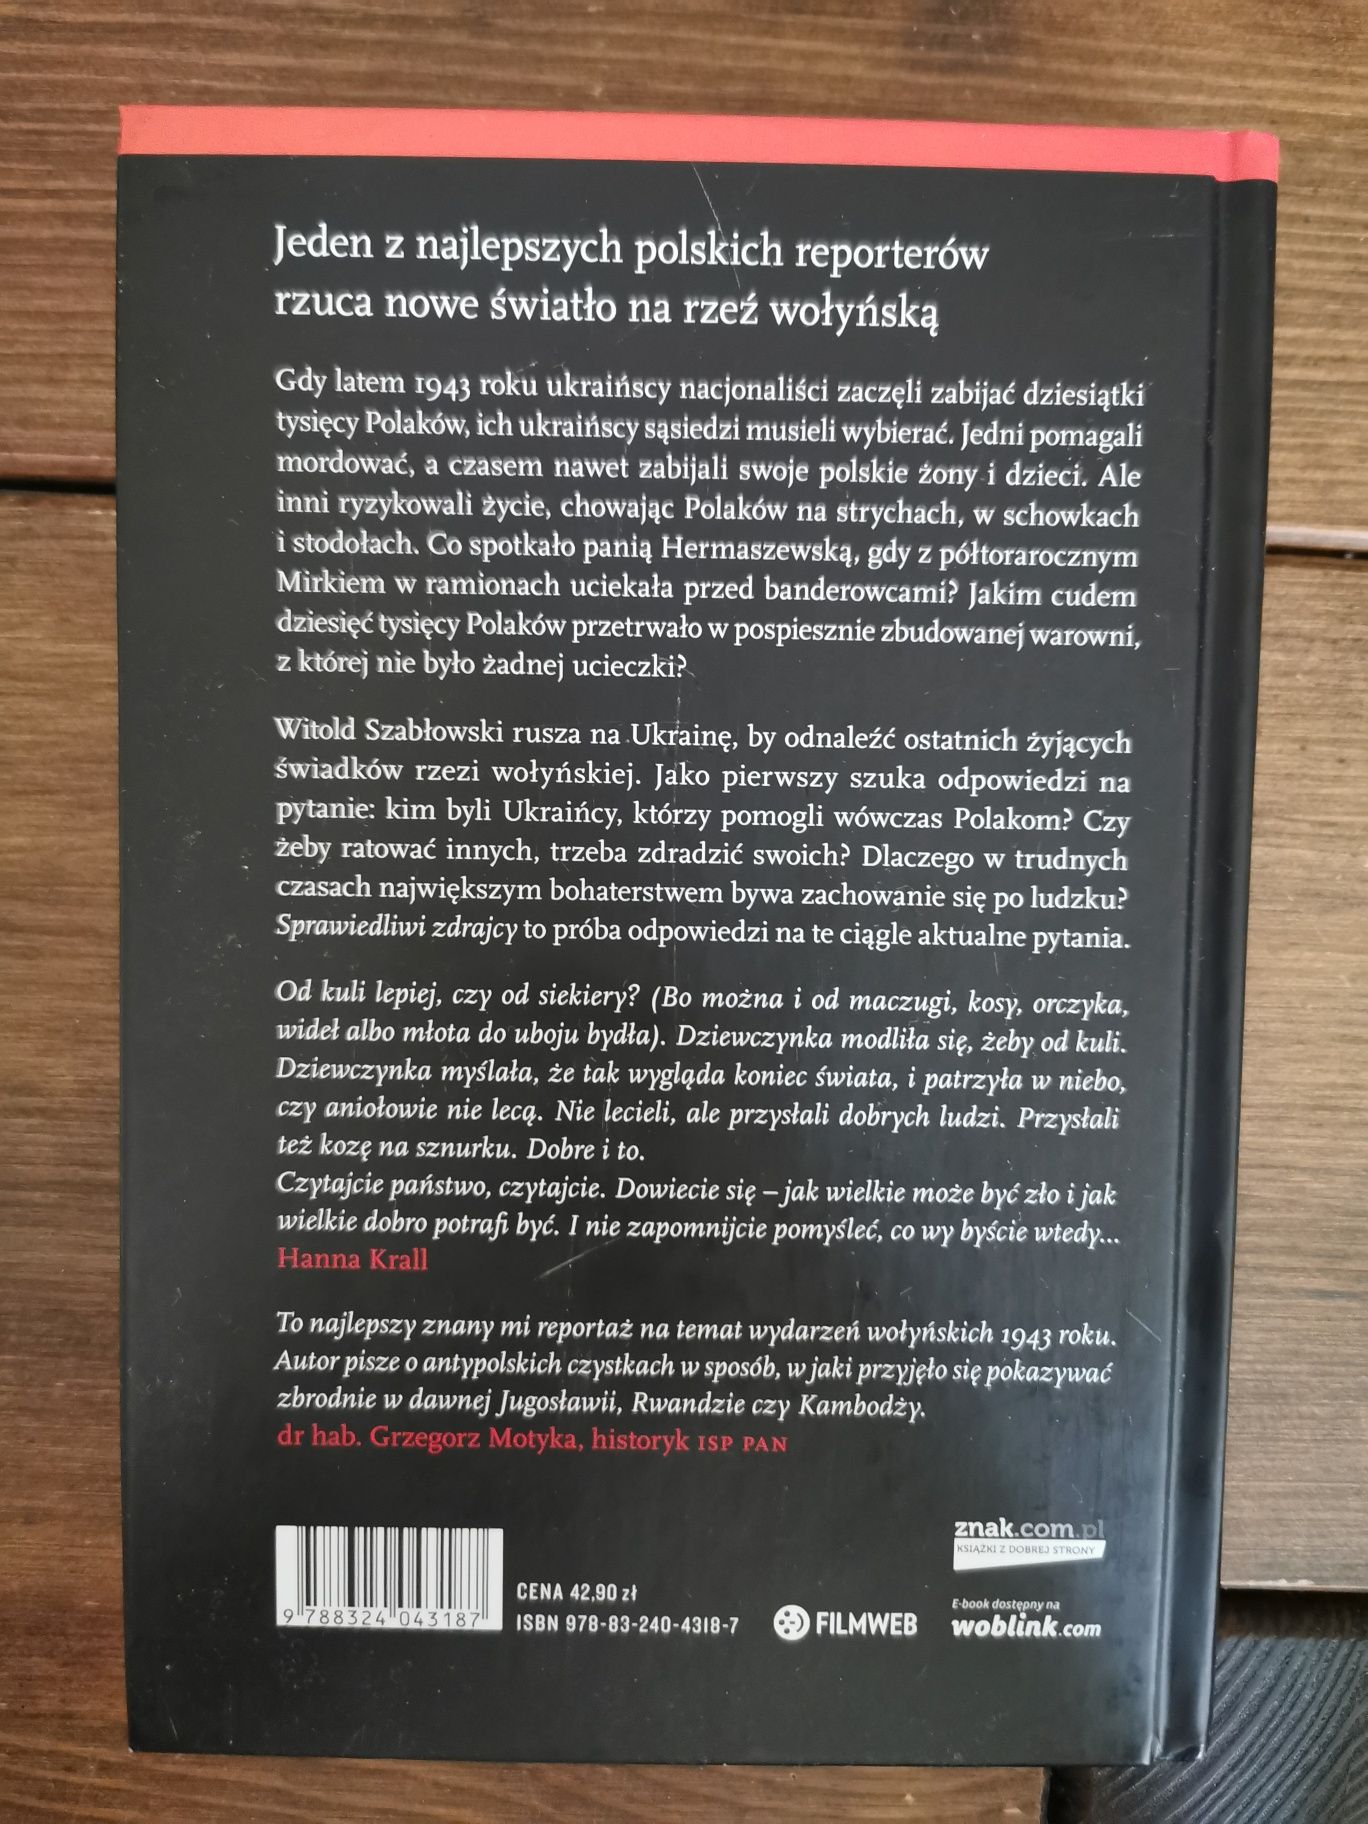 Jeden z najlepszych polskich reporterów
rzuca nowe światło na rzeź wołyńską
Gdy latem 1943 roku ukraińscy nacjonaliści zaczęli zabijać dziesiątki
tysięcy Polaków, ich ukraińscy sąsiedzi musieli wybierać. Jedni pomagali
mordować, a czasem nawet zabijali swoje polskie żony i dzieci. Ale
inni ryzykowali życie, chowając Polaków na strychach, w schowkach
i stodołach. Co spotkało panią Hermaszewską, gdy z półtorarocznym
Mirkiem w ramionach uciekała przed banderowcami? Jakim cudem
dziesięć tysięcy Polaków przetrwało w pospiesznie zbudowanej warowni,
z której nie było żadnej ucieczki?
Witold Szabłowski rusza na Ukrainę, by odnaleźć ostatnich żyjących
świadków rzezi wołyńskiej. Jako pierwszy szuka odpowiedzi na
pytanie: kim byli Ukraińcy, którzy pomogli wówczas Polakom? Czy
żeby ratować innych, trzeba zdradzić swoich? Dlaczego w trudnych
czasach największym bohaterstwem bywa zachowanie się po ludzku?
Sprawiedliwi zdrajcy to próba odpowiedzi na te ciągle aktualne pytania.
Od kuli lepiej, czy od siekiery? (Bo można i od maczugi, kosy, orczyka,
wideł albo młota do uboju bydła). Dziewczynka modliła się, żeby od kuli.
Dziewczynka myślała, że tak wygląda koniec świata, i patrzyła w niebo,
czy aniołowie nie lecą. Nie lecieli, ale przysłali dobrych ludzi. Przysłali
też kozę na sznurku. Dobre i to.
Czytajcie państwo, czytajcie. Dowiecie się – jak wielkie może być zło i jak
wielkie dobro potrafi być. I nie zapomnijcie pomyśleć, co wy byście wtedy...
Hanna Krall
To najlepszy znany mi reportaż na temat wydarzeń wołyńskich 1943 roku.
Autor pisze o antypolskich czystkach w sposób, w jaki przyjęło się pokazywać
zbrodnie w dawnej Jugosławii, Rwandzie czy Kambodży.
dr hab. Grzegorz Motyka, historyk ISP PAN
znak.com.pl
KSIĄŻKI Z DOBREJ STRONY
CENA 42,90 zł
ISBN 978-83-240-4318-7
9 788324 043187
FILMWEB
E-book dostępny na
woblink.com